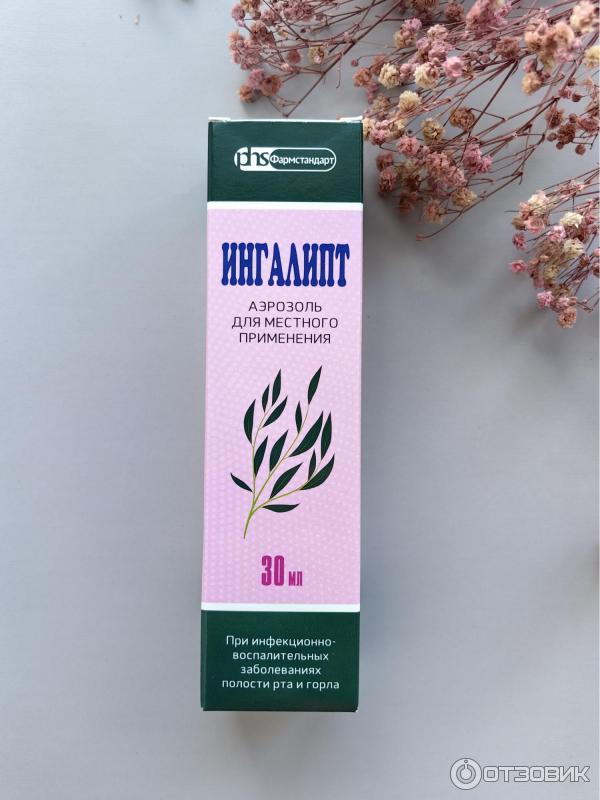 phs Фармстандарт
ИНГАЛИПТ
АЭРОЗОЛЬ
ДЛЯ МЕСТНОГО
ПРИМЕНЕНИЯ
30 мл
При инфекционно-
воспалительных
заболеваниях
полости рта и горла
ОТЗОВИК